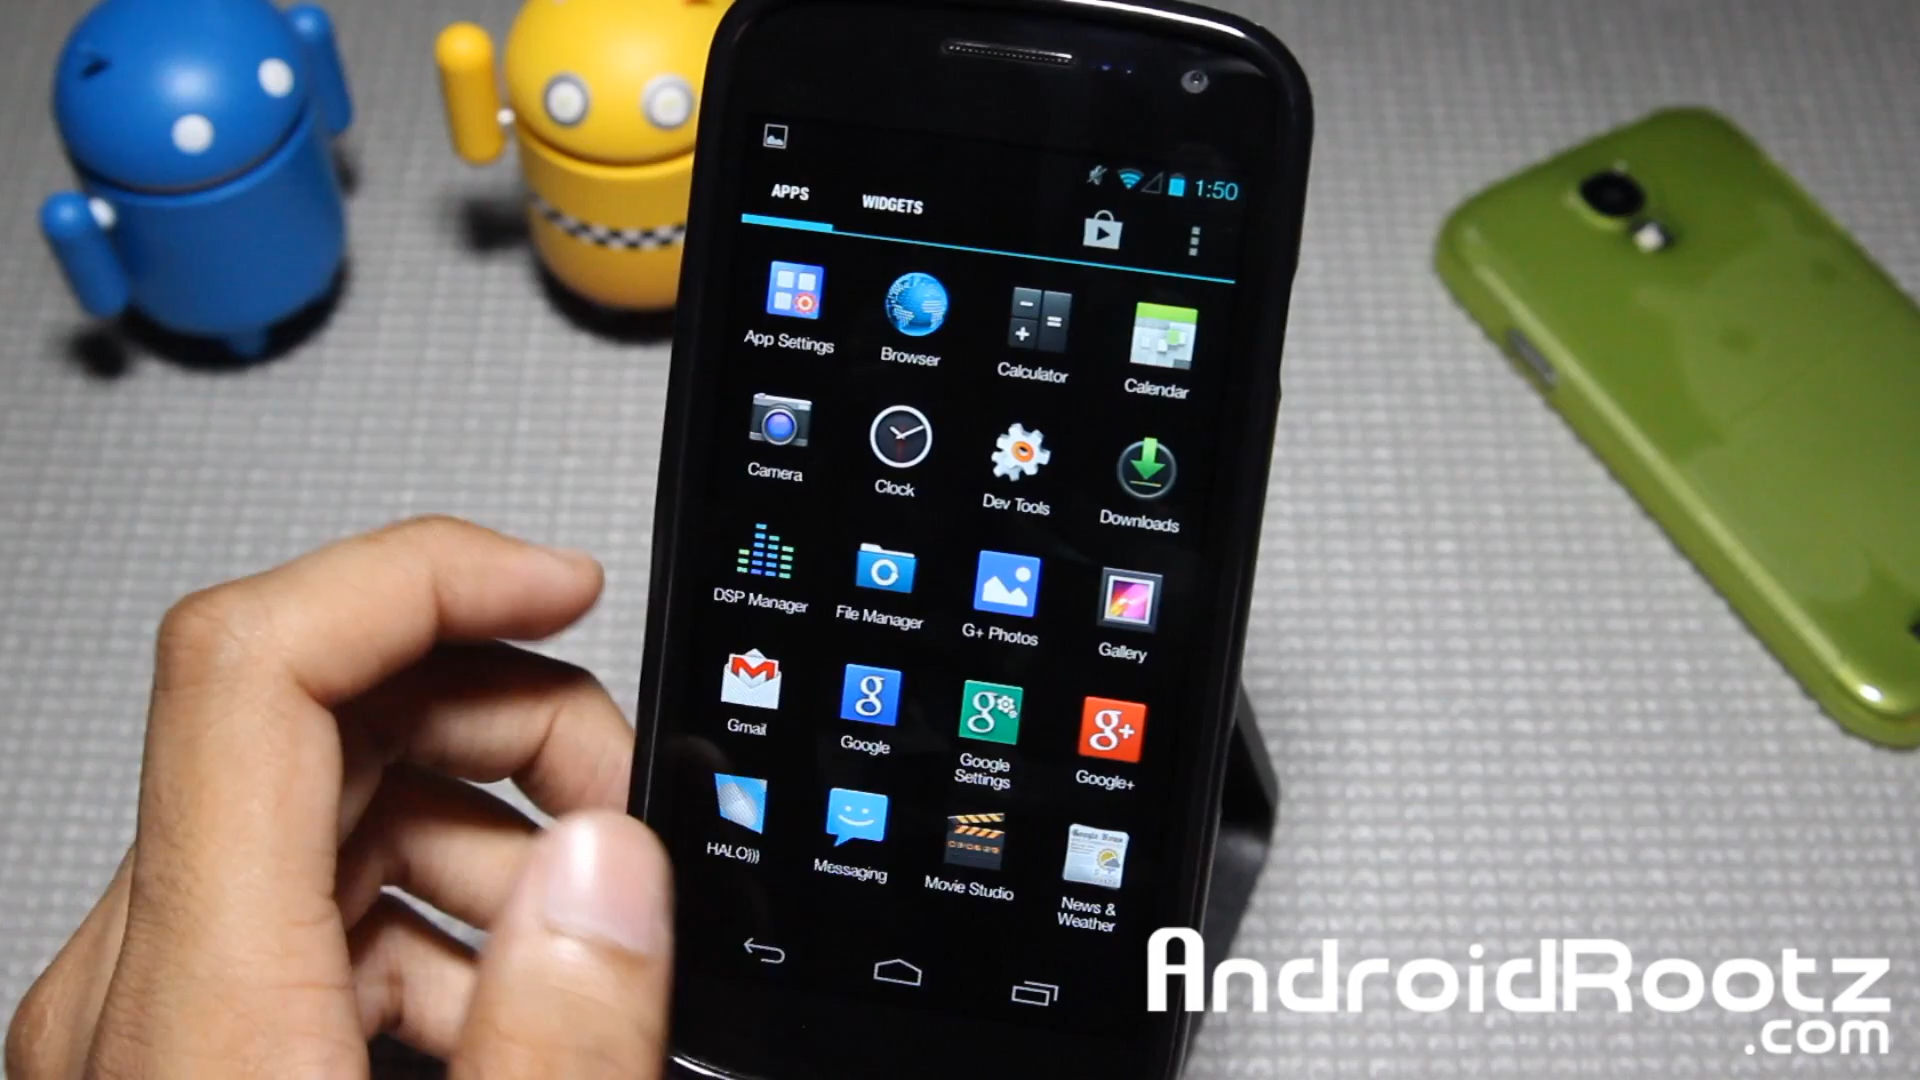 1:50
APPS WIDGETS
App Settings Browser Calculator Calendar
Camera Clock Dev Tools Downloads
DSP Manager File Manager G+ Photos Gallery
Gmail Google Google Settings Google+
HALO))) Messaging Movie Studio News & Weather
AndroidRootz
.com